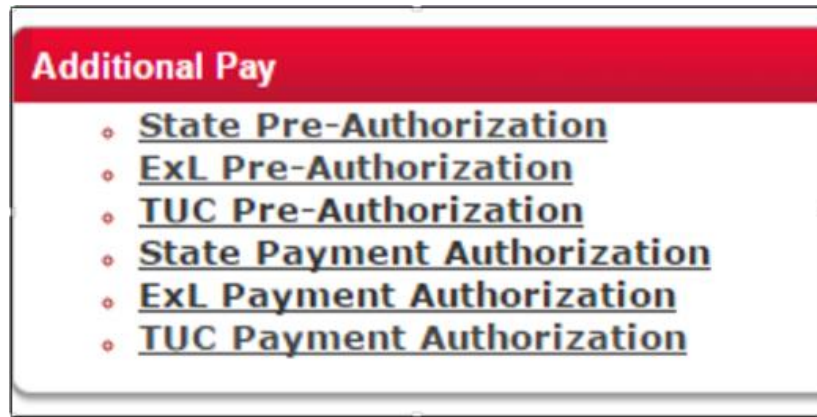 Additional Pay
State Pre-Authorization
ExL Pre-Authorization
TUC Pre-Authorization
State Payment Authorization
ExL Payment Authorization
TUC Payment Authorization